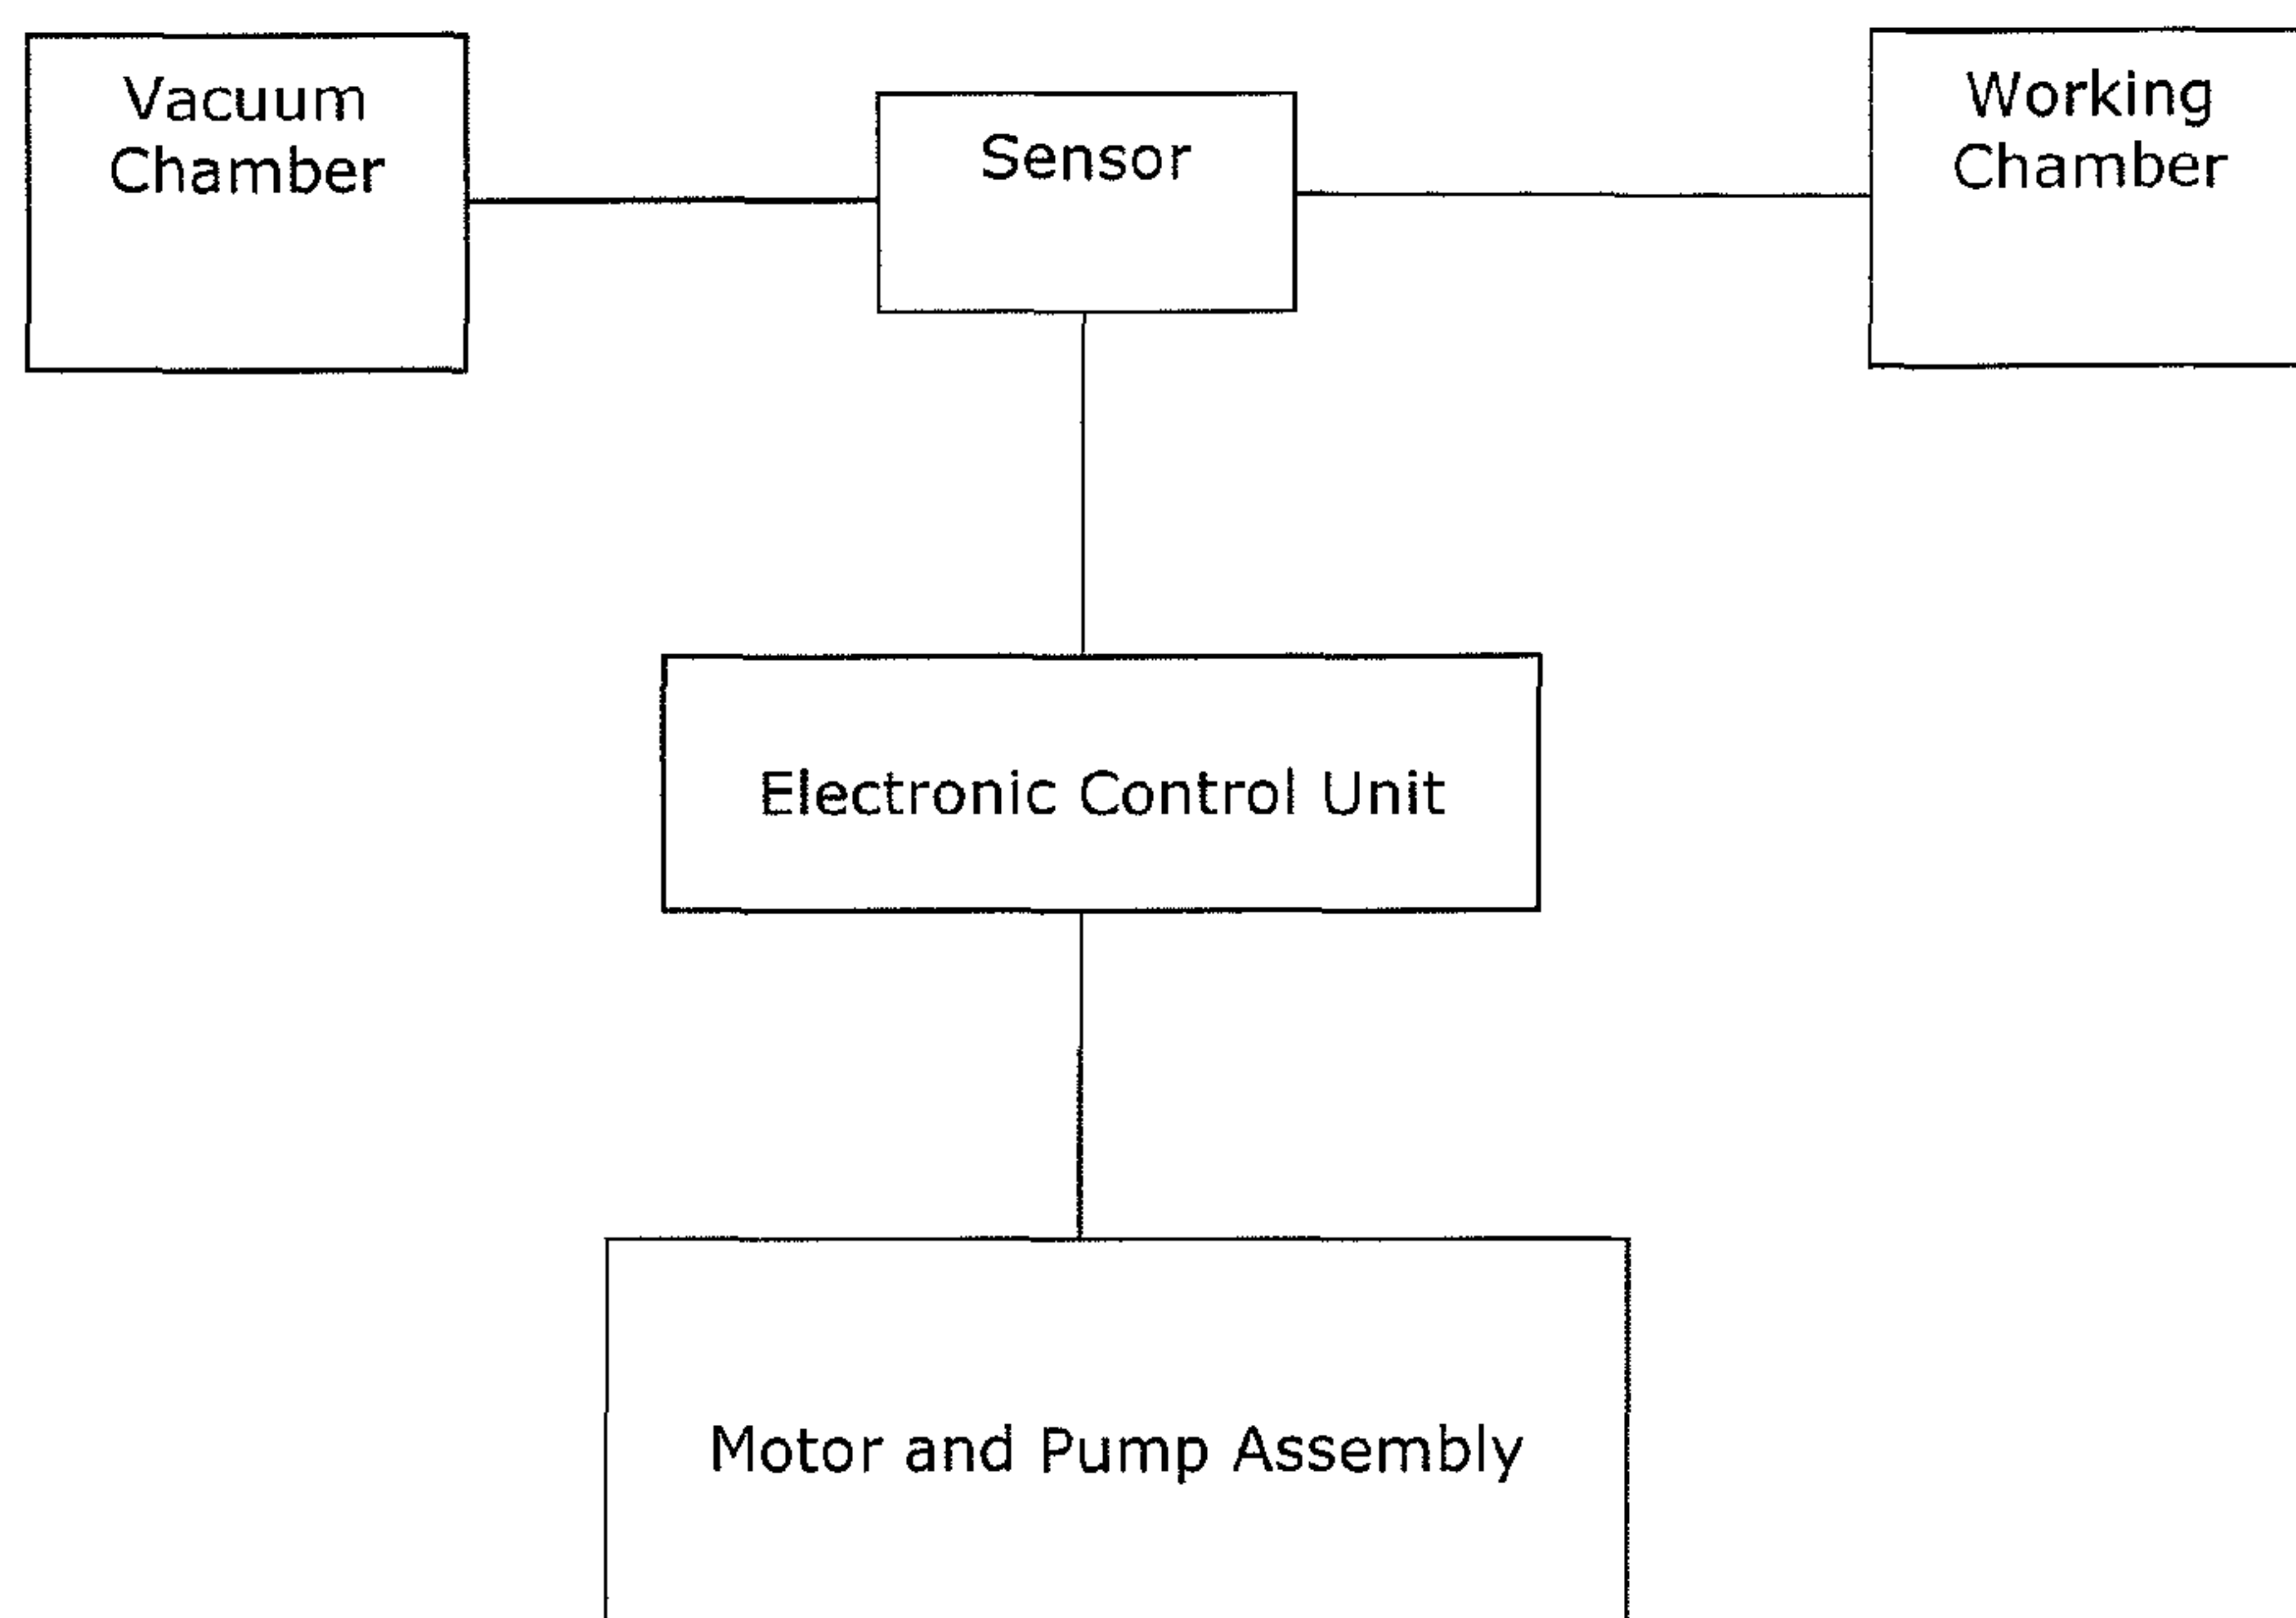 Vacuum
Chamber
Sensor
Working
Chamber
Electronic Control Unit
Motor and Pump Assembly